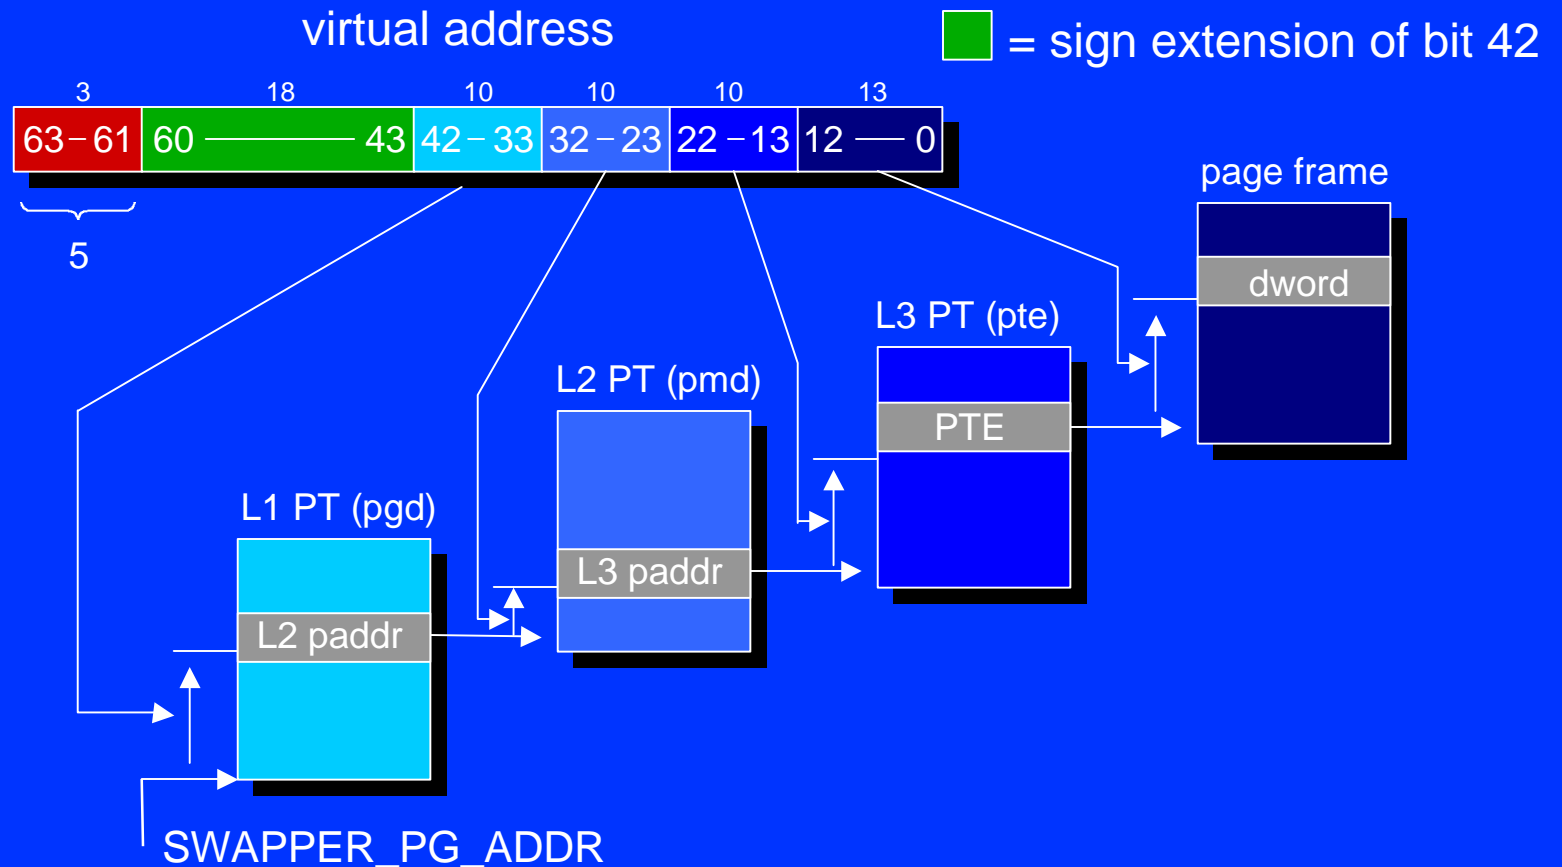 virtual address
= sign extension of bit 42
3 18 10 10 10 13
63–61 60 — 43 42–33 32–23 22–13 12 — 0
5
page frame
dword
L3 PT (pte)
PTE
L2 PT (pmd)
L3 paddr
L1 PT (pgd)
L2 paddr
SWAPPER_PG_ADDR